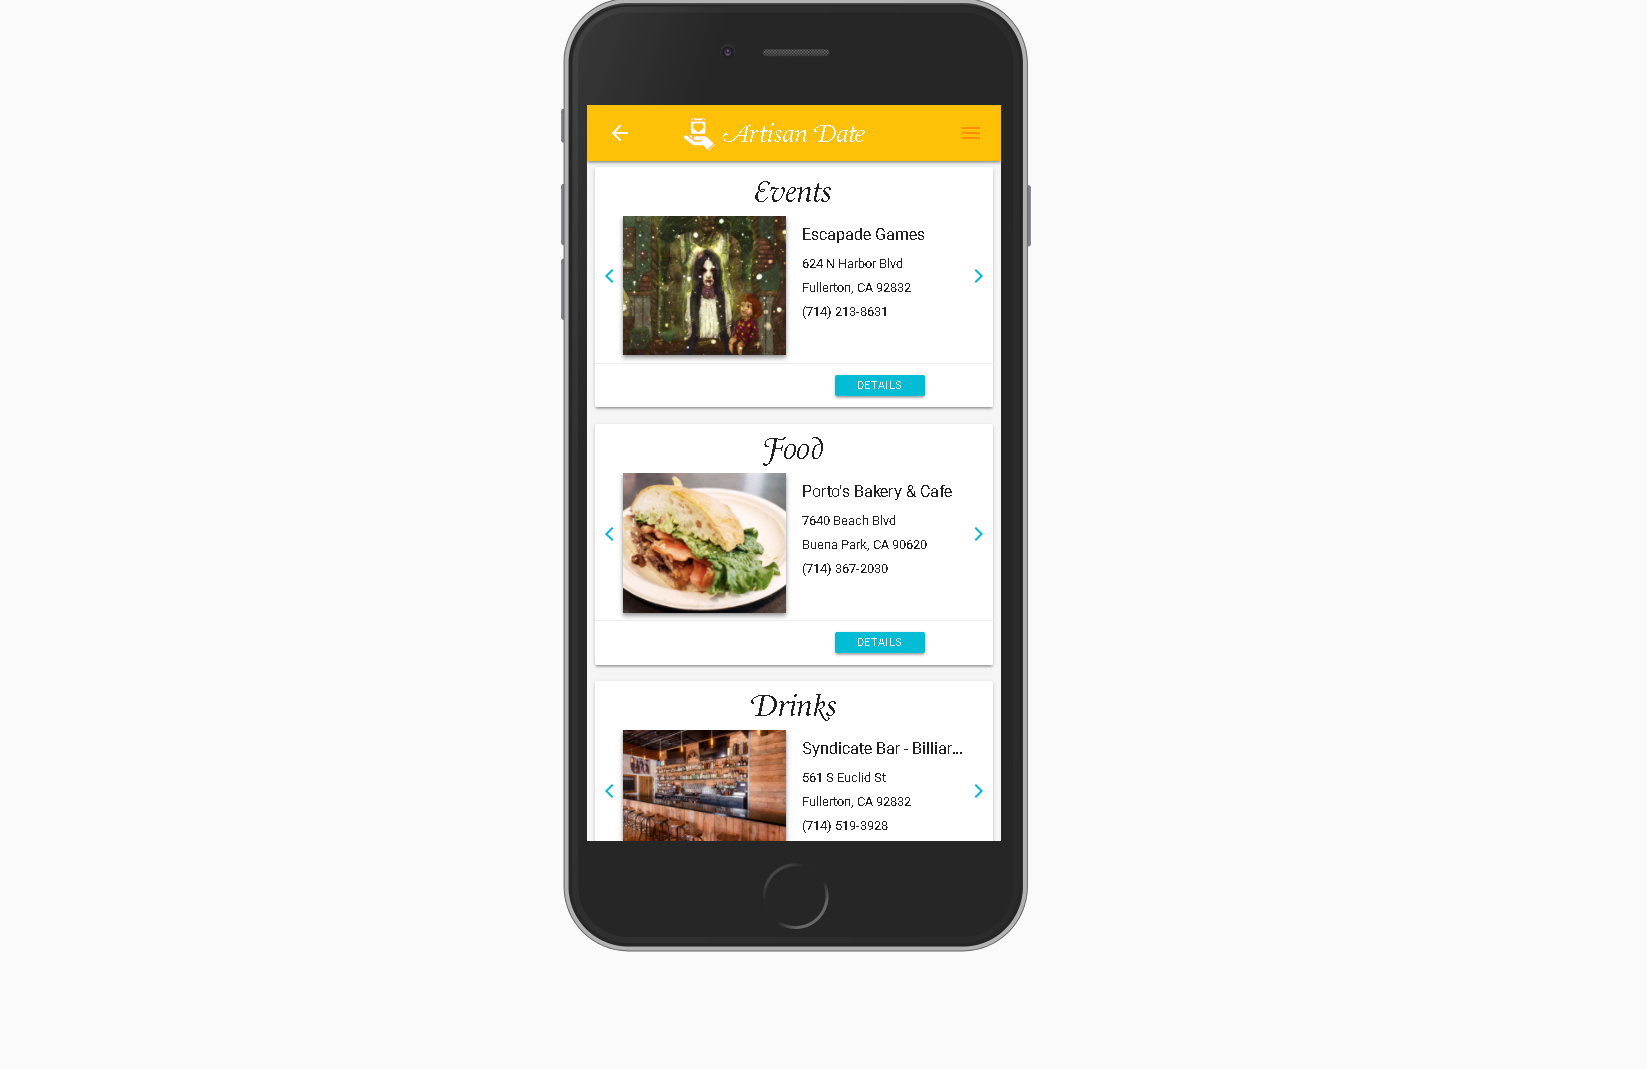 Artisan Date
Events
Escapade Games
624 N Harbor Blvd
Fullerton, CA 92832
(714) 213-8631
DETAILS
Food
Porto's Bakery & Cafe
7640 Beach Blvd
Buena Park, CA 90620
(714) 367-2030
DETAILS
Drinks
Syndicate Bar - Billiar...
561 S Euclid St
Fullerton, CA 92832
(714) 519-3928